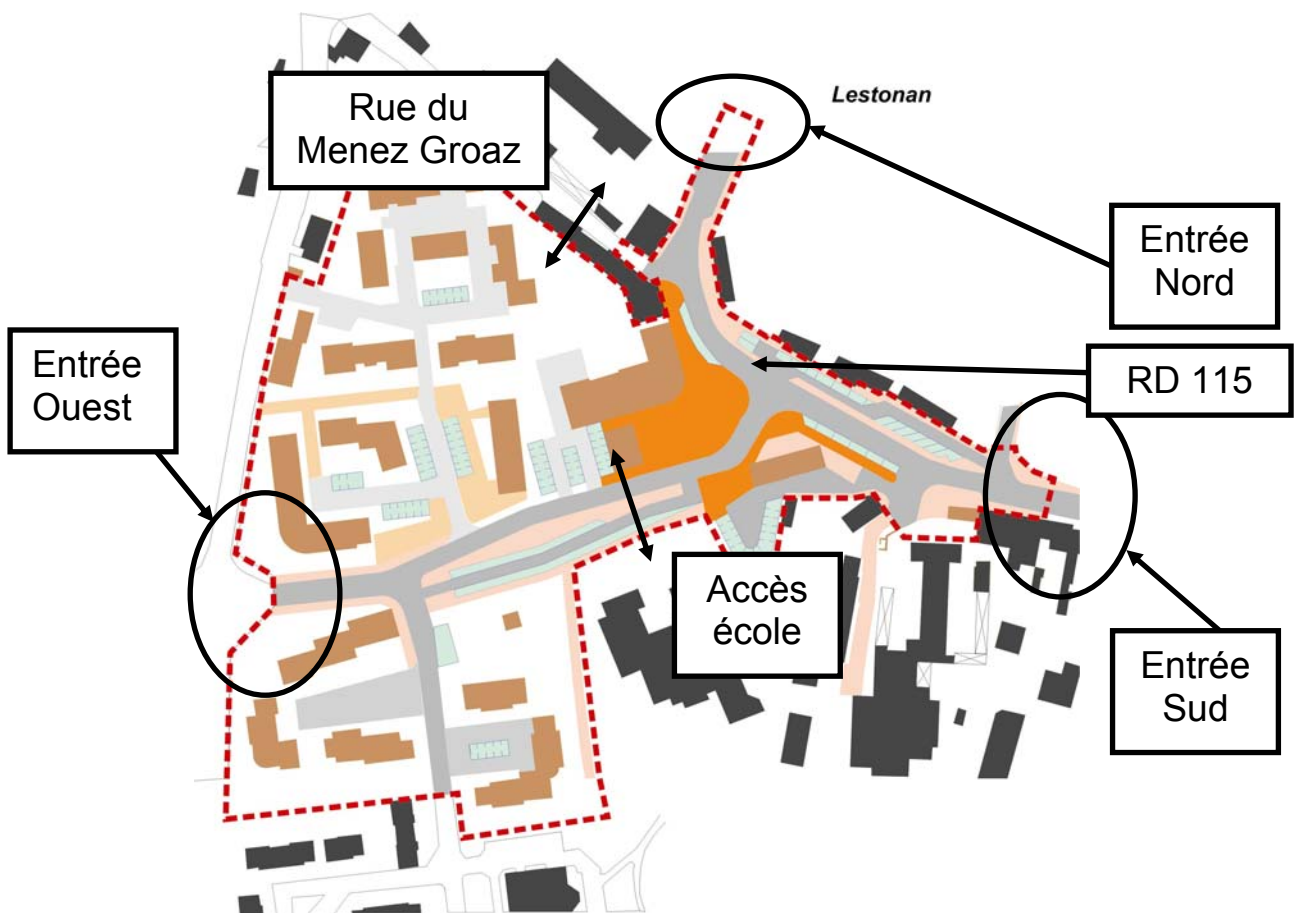 Lestonan
Rue du
Menez Groaz
Entrée
Nord
Entrée
Ouest
RD 115
Accès
école
Entrée
Sud